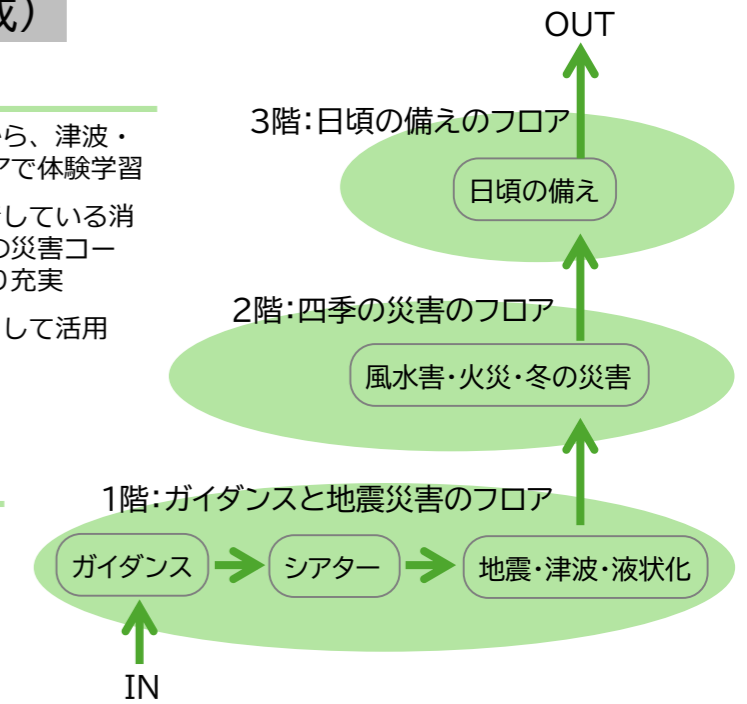 成）
ら、津波・
アで体験学習
している消
の災害コー
り充実
して活用
OUT
3階：日頃の備えのフロア
日頃の備え
2階：四季の災害のフロア
風水害・火災・冬の災害
1階：ガイダンスと地震災害のフロア
ガイダンス
シアター
地震・津波・液状化
IN